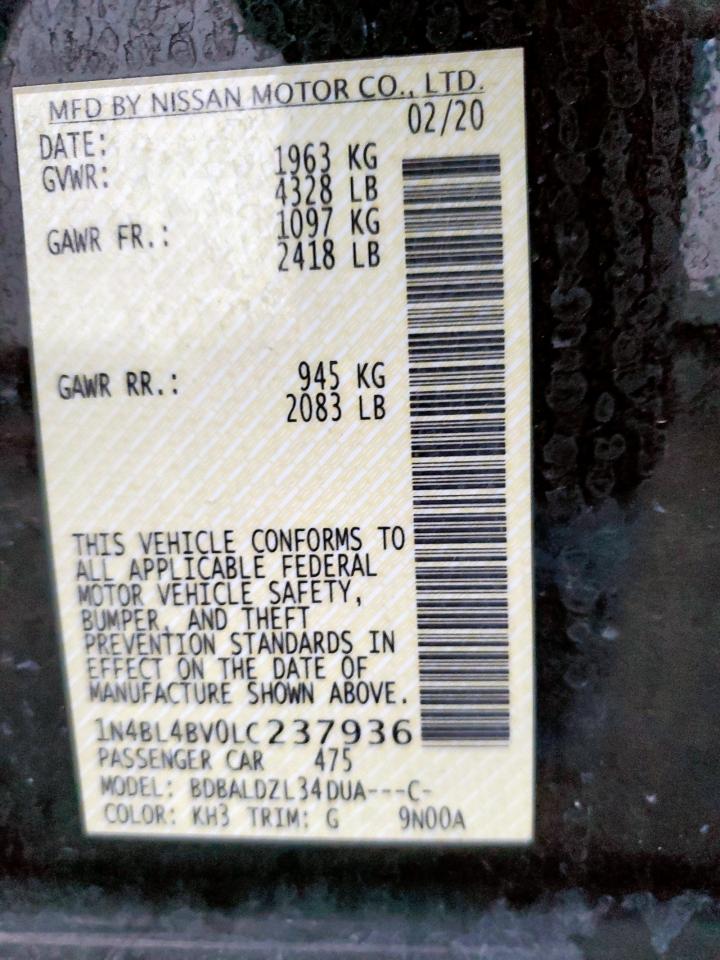 MFD BY NISSAN MOTOR CO., LTD.
DATE: 02/20
GVWR: 1963 KG
4328 LB
GAWR FR.: 1097 KG
2418 LB
GAWR RR.: 945 KG
2083 LB
THIS VEHICLE CONFORMS TO
ALL APPLICABLE FEDERAL
MOTOR VEHICLE SAFETY,
BUMPER, AND THEFT
PREVENTION STANDARDS IN
EFFECT ON THE DATE OF
MANUFACTURE SHOWN ABOVE.
1N4BL4BV0LC237936
PASSENGER CAR 475
MODEL: BDBALDZL34DUA---C-
COLOR: KH3 TRIM: G 9N00A